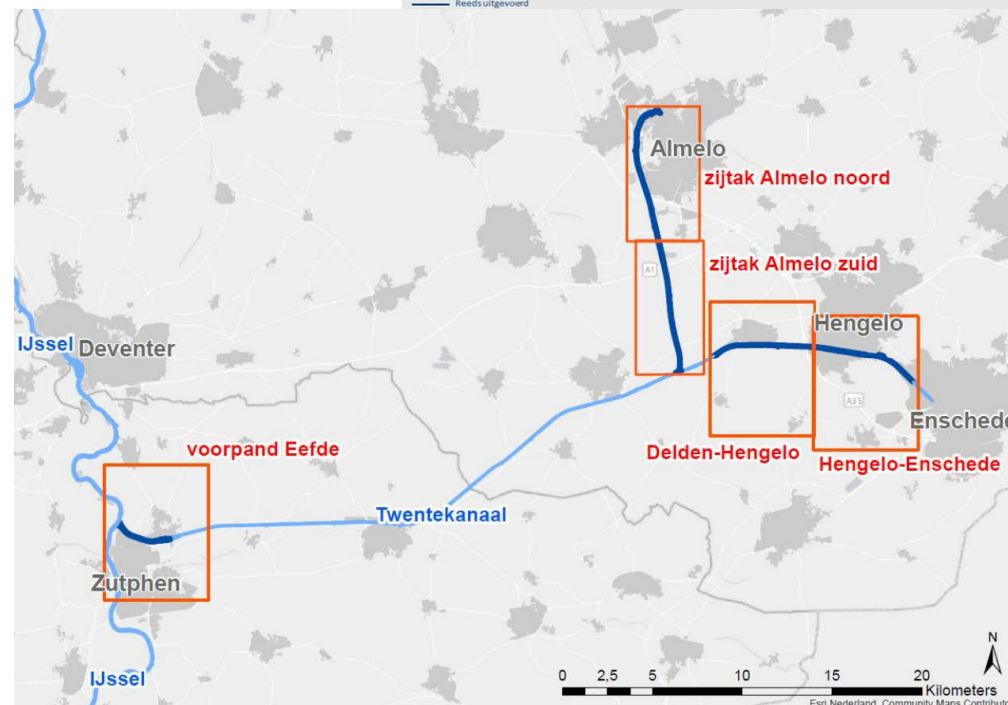 Reeds uitgevoerd
Almelo
zijtak Almelo noord
zijtak Almelo zuid
A1
Hengelo
IJssel
Deventer
A35
Enschede
voorpand Eefde
Delden-Hengelo
Hengelo-Enschede
Twentekanaal
Zutphen
IJssel
N
0 2,5 5 10 15 20
Kilometers
Esri Nederland, Community Maps Contributo